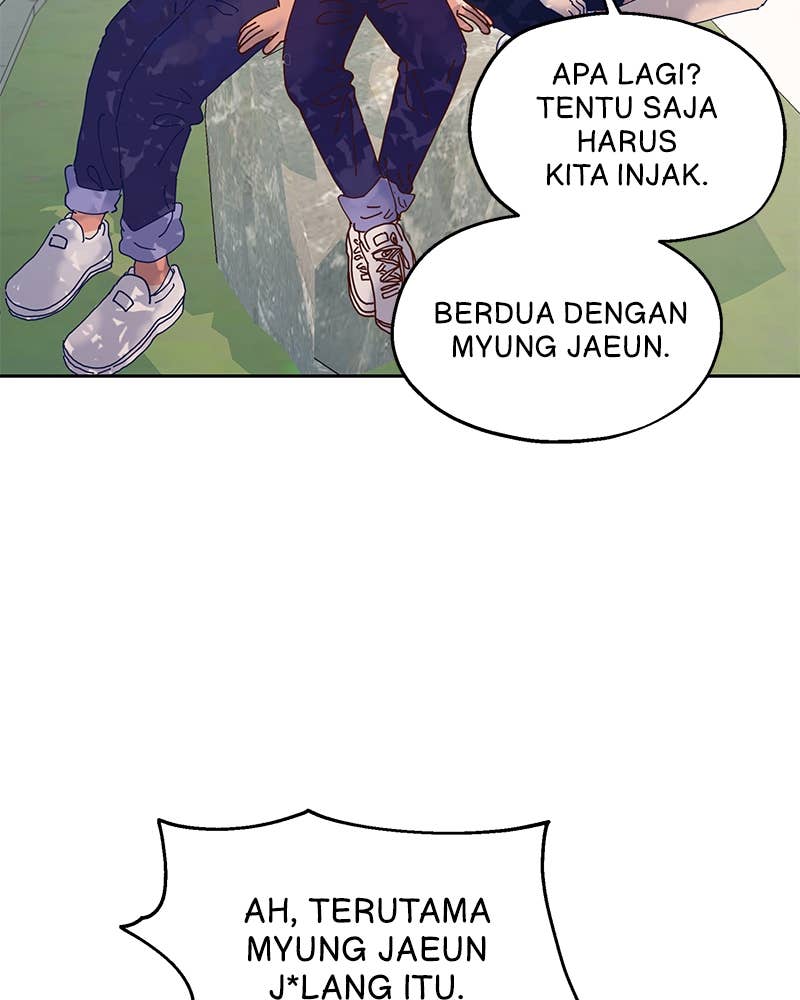 APA LAGI?
TENTU SAJA
HARUS
KITA INJAK.
BERDUA DENGAN
MYUNG JAEUN.
AH, TERUTAMA
MYUNG JAEUN
J*LANG ITU.